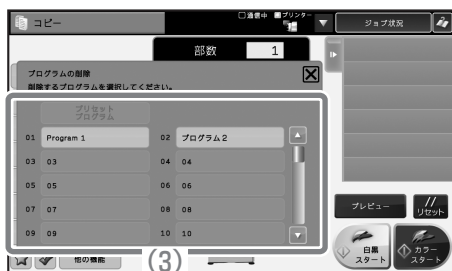 コピー
通信中 プリンター
ジョブ状況
部数 1
プログラムの削除
削除するプログラムを選択してください。
プリセット
プログラム
01 Program 1 02 プログラム2
03 03 04 04
05 05 06 06
07 07 08 08
09 09 10 10
プレビュー
リセット
白黒
スタート
カラー
スタート
他の機能
(3)